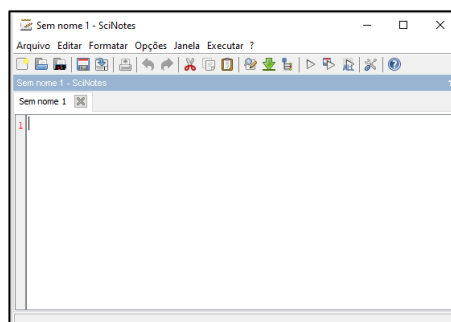 Sem nome 1 - SciNotes
Arquivo Editar Formatar Opções Janela Executar ?
Sem nome 1 - SciNotes
Sem nome 1
1